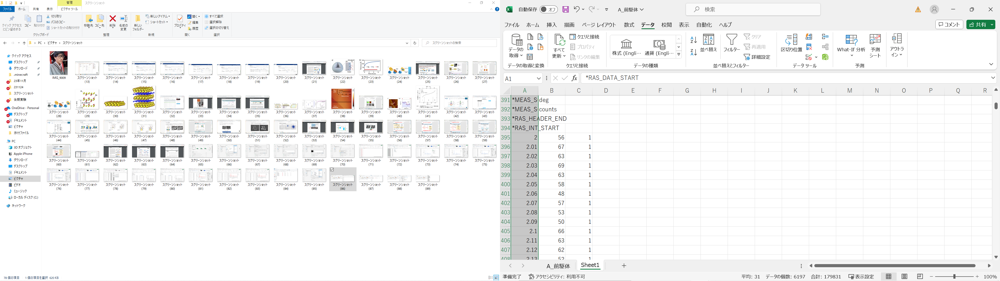 管理
スクリーンショット
ファイル ホーム 共有 表示 ピクチャ ツール
クイック アクセス
にピン留めする
コピー
貼り付け
切り取り
パスのコピー
ショートカットの貼り付け
クリップボード
移動先
コピー先
削除
名前の
変更
整理
新しい
フォルダー
新しいアイテム
ショートカット
新規
プロパティ
開く
編集
履歴
開く
すべて選択
選択解除
選択の切り替え
選択
PC › ピクチャ › スクリーンショット
スクリーンショットの検索
クイック アクセス
デスクトップ
ダウンロード
.minecraft
23年11月
231124
スクリーンショット
後期実験
OneDrive - Personal
デスクトップ
ドキュメント
ピクチャ
添付ファイル
PC
3D オブジェクト
Apple iPhone
ダウンロード
デスクトップ
ドキュメント
ピクチャ
ビデオ
ミュージック
ローカル ディスク (C:)
ネットワーク
IMG_9009
スクリーンショット (13)
スクリーンショット (14)
スクリーンショット (15)
スクリーンショット (16)
スクリーンショット (17)
スクリーンショット (18)
スクリーンショット (19)
スクリーンショット (20)
スクリーンショット (21)
スクリーンショット (22)
スクリーンショット (23)
スクリーンショット (24)
スクリーンショット (25)
スクリーンショット (26)
スクリーンショット (27)
スクリーンショット (28)
スクリーンショット (29)
スクリーンショット (30)
スクリーンショット (31)
スクリーンショット (32)
スクリーンショット (33)
スクリーンショット (34)
スクリーンショット (35)
スクリーンショット (36)
スクリーンショット (37)
スクリーンショット (38)
スクリーンショット (39)
スクリーンショット (40)
スクリーンショット (41)
スクリーンショット (42)
スクリーンショット (43)
スクリーンショット (44)
スクリーンショット (45)
スクリーンショット (46)
スクリーンショット (47)
スクリーンショット (48)
スクリーンショット (49)
スクリーンショット (50)
スクリーンショット (51)
スクリーンショット (52)
スクリーンショット (53)
スクリーンショット (54)
スクリーンショット (55)
スクリーンショット (56)
スクリーンショット (57)
スクリーンショット (58)
スクリーンショット (59)
スクリーンショット (60)
スクリーンショット (61)
スクリーンショット (62)
スクリーンショット (63)
スクリーンショット (64)
スクリーンショット (65)
スクリーンショット (66)
スクリーンショット (67)
スクリーンショット (68)
スクリーンショット (69)
スクリーンショット (70)
スクリーンショット (71)
スクリーンショット (72)
スクリーンショット (73)
スクリーンショット (74)
スクリーンショット (75)
スクリーンショット (76)
スクリーンショット (77)
スクリーンショット (78)
スクリーンショット (79)
スクリーンショット (80)
スクリーンショット (81)
スクリーンショット (82)
スクリーンショット (83)
スクリーンショット (84)
スクリーンショット (85)
スクリーンショット (86)
スクリーンショット (87)
スクリーンショット (88)
スクリーンショット (89)
78 個の項目 1 個の項目を選択 620 KB
自動保存 オフ A_前駆体 検索
ファイル ホーム 挿入 描画 ページ レイアウト 数式 データ 校閲 表示 自動化 ヘルプ コメント 共有
データの
取得
データの取得と変換
すべて
更新
クエリと接続
プロパティ
リンクの編集
クエリと接続
株式 (Engli… 通貨 (Engli…
データの種類
並べ替え
フィルター
クリア
再適用
詳細設定
並べ替えとフィルター
区切り位置
データ ツール
What-If 分析
予測
シート
予測
アウトラ
イン
A1 fx *RAS_DATA_START
A B C D E F G H I J K L M N O P Q R
391 *MEAS_S deg
392 *MEAS_S counts
393 *RAS_HEADER_END
394 *RAS_INT_START
395 2 56 1
396 2.01 67 1
397 2.02 63 1
398 2.03 69 1
399 2.04 63 1
400 2.05 58 1
401 2.06 48 1
402 2.07 57 1
403 2.08 53 1
404 2.09 50 1
405 2.1 66 1
406 2.11 63 1
407 2.12 62 1
408 2.13 52 1
A_前駆体 Sheet1
準備完了 アクセシビリティ: 利用不可 平均: 31 データの個数: 6197 合計: 179831 表示設定 100%